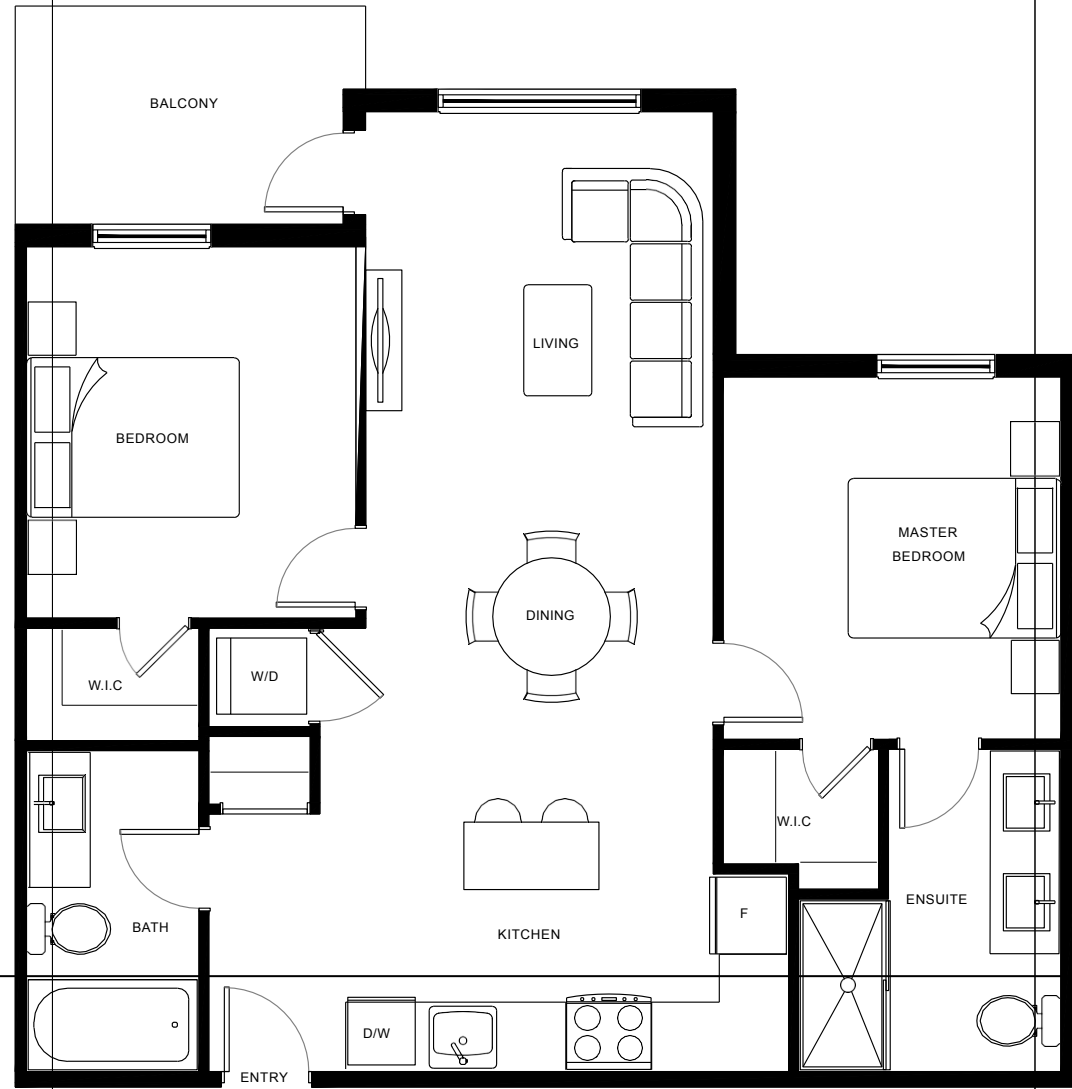 BALCONY
LIVING
BEDROOM
MASTER
BEDROOM
DINING
W/D
W.I.C
W.I.C
ENSUITE
F
BATH
KITCHEN
D/W
ENTRY